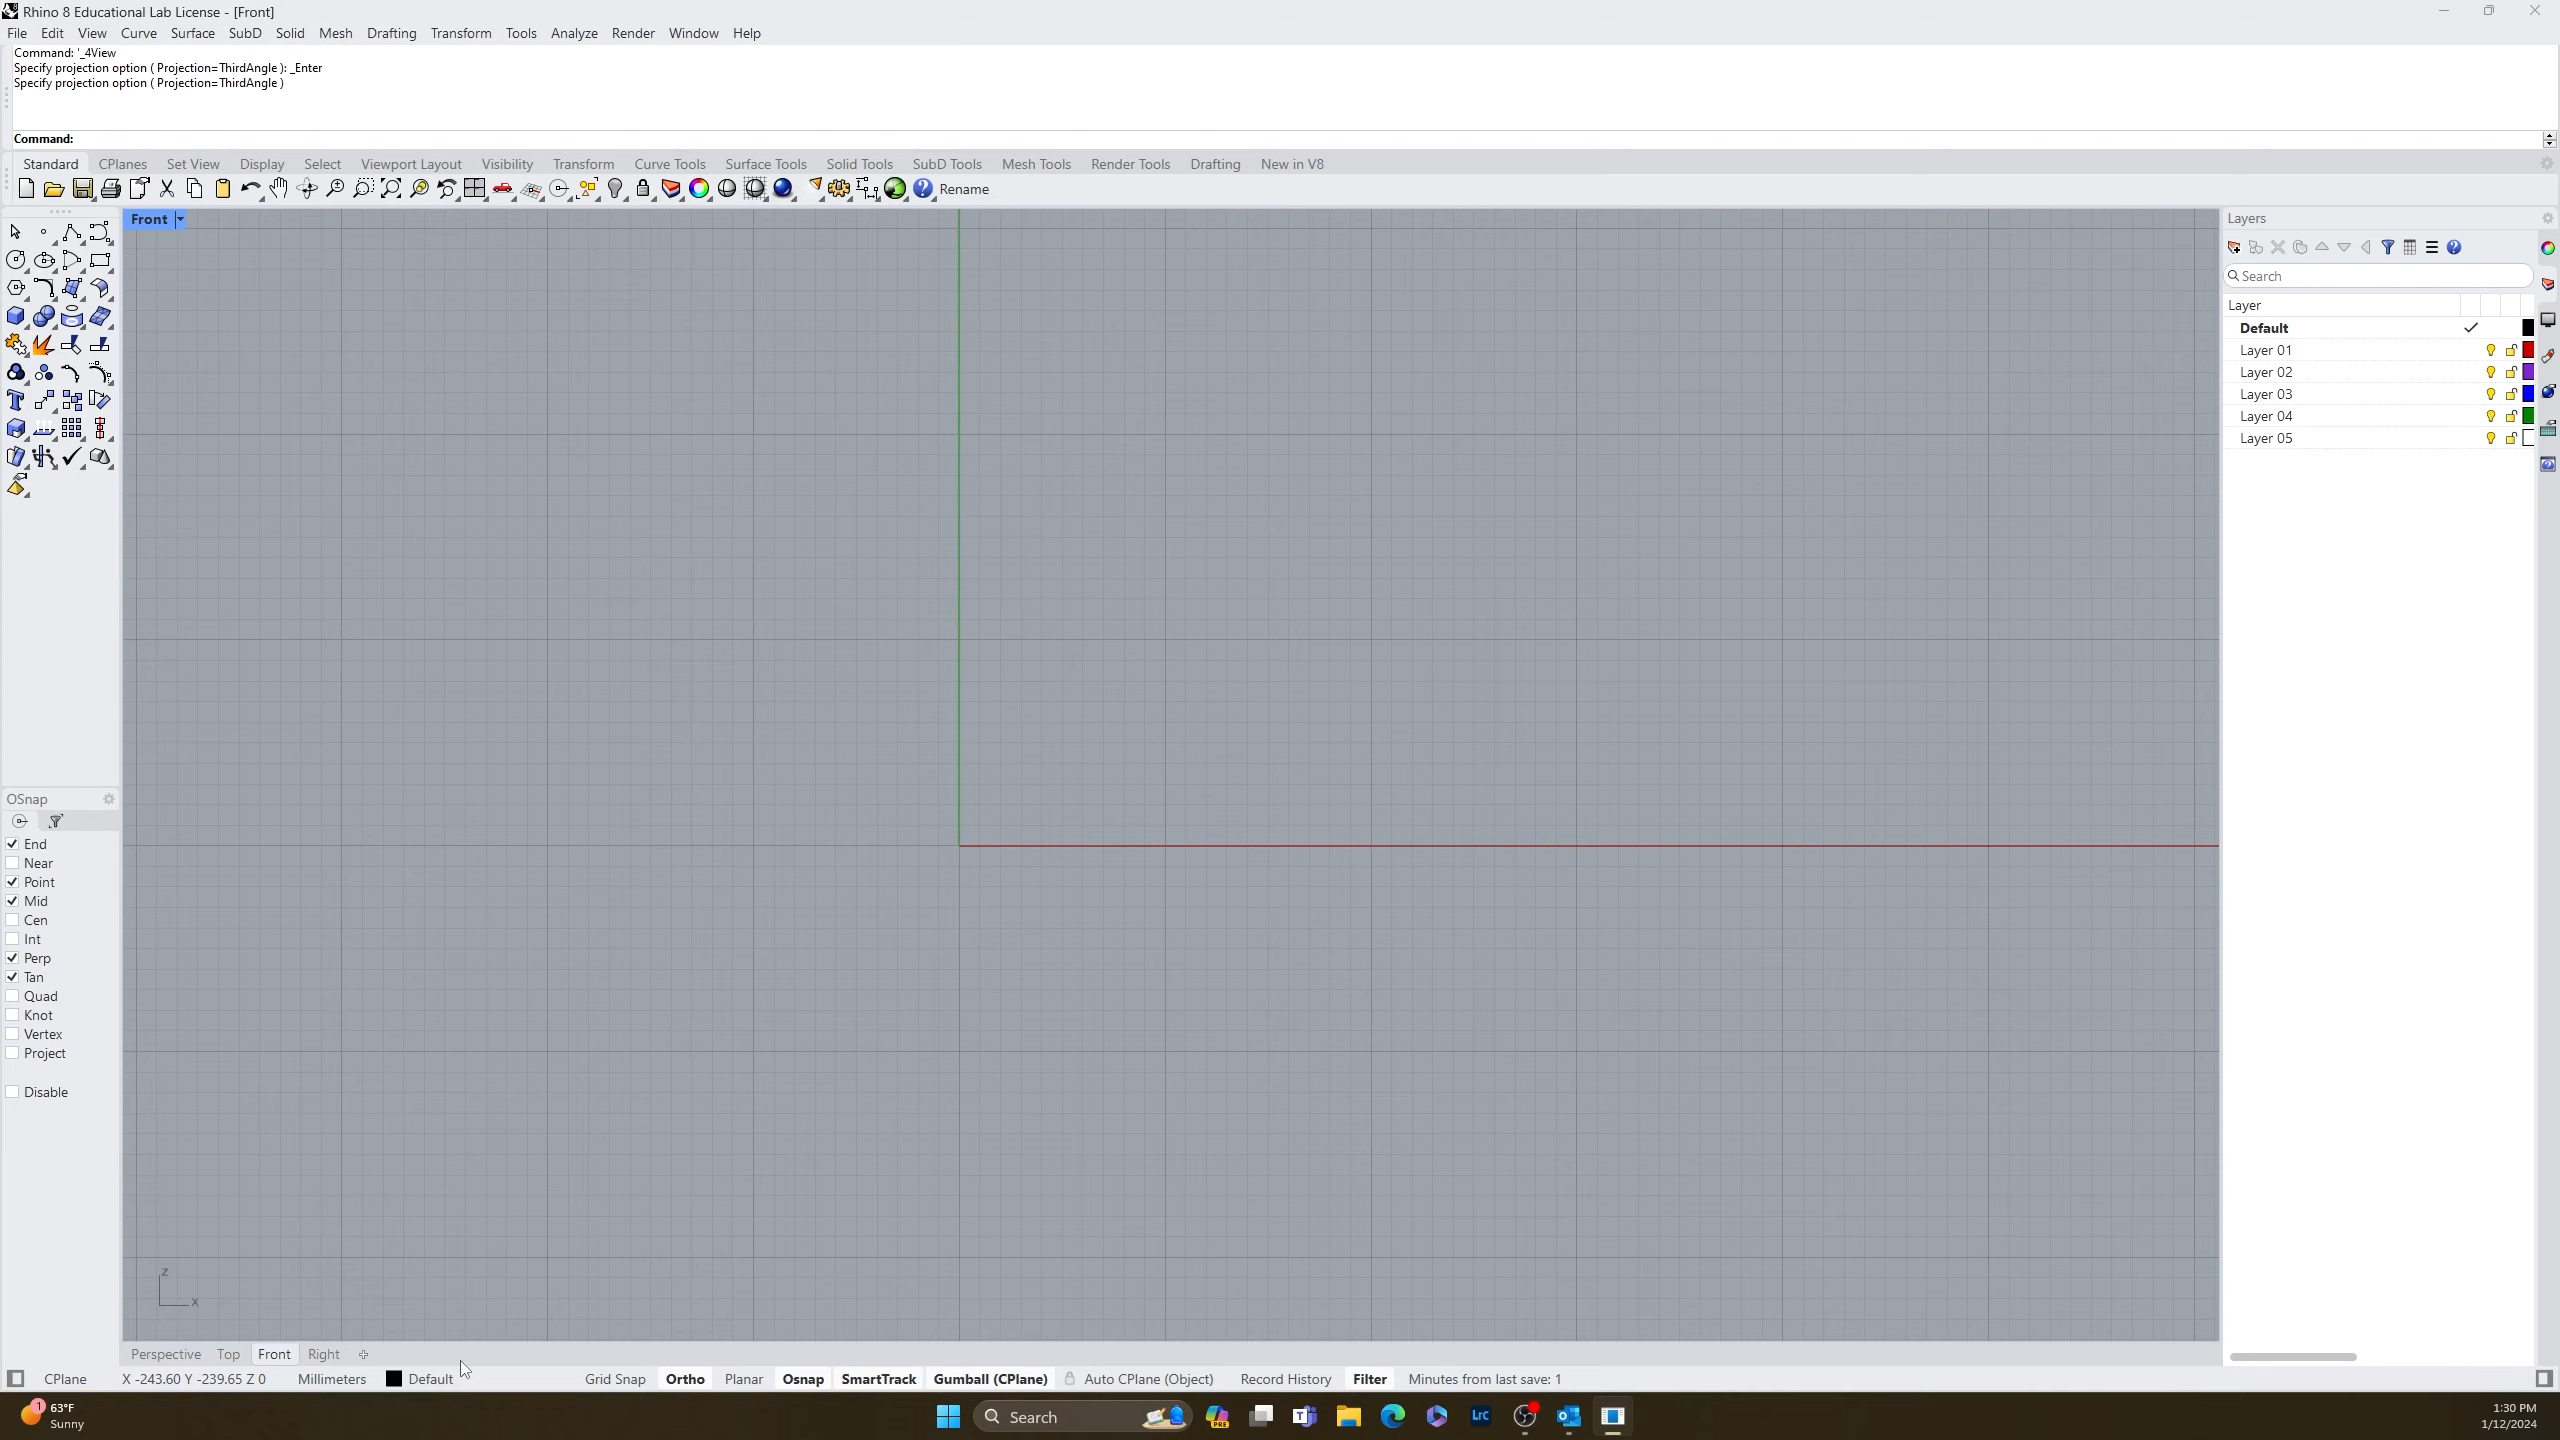 Rhino 8 Educational Lab License - [Front]
File Edit View Curve Surface SubD Solid Mesh Drafting Transform Tools Analyze Render Window Help
Command: '_4View
Specify projection option ( Projection=ThirdAngle ): _Enter
Specify projection option ( Projection=ThirdAngle )
Command:
Standard CPlanes Set View Display Select Viewport Layout Visibility Transform Curve Tools Surface Tools Solid Tools SubD Tools Mesh Tools Render Tools Drafting New in V8
Rename
Front
Layers
Search
Layer
Default
Layer 01
Layer 02
Layer 03
Layer 04
Layer 05
OSnap
End
Near
Point
Mid
Cen
Int
Perp
Tan
Quad
Knot
Vertex
Project
Disable
z
x
Perspective Top Front Right
CPlane X -243.60 Y -239.65 Z 0 Millimeters Default Grid Snap Ortho Planar Osnap SmartTrack Gumball (CPlane) Auto CPlane (Object) Record History Filter Minutes from last save: 1
1 63°F
Sunny
Search
PRE
Lrc
1:30 PM
1/12/2024